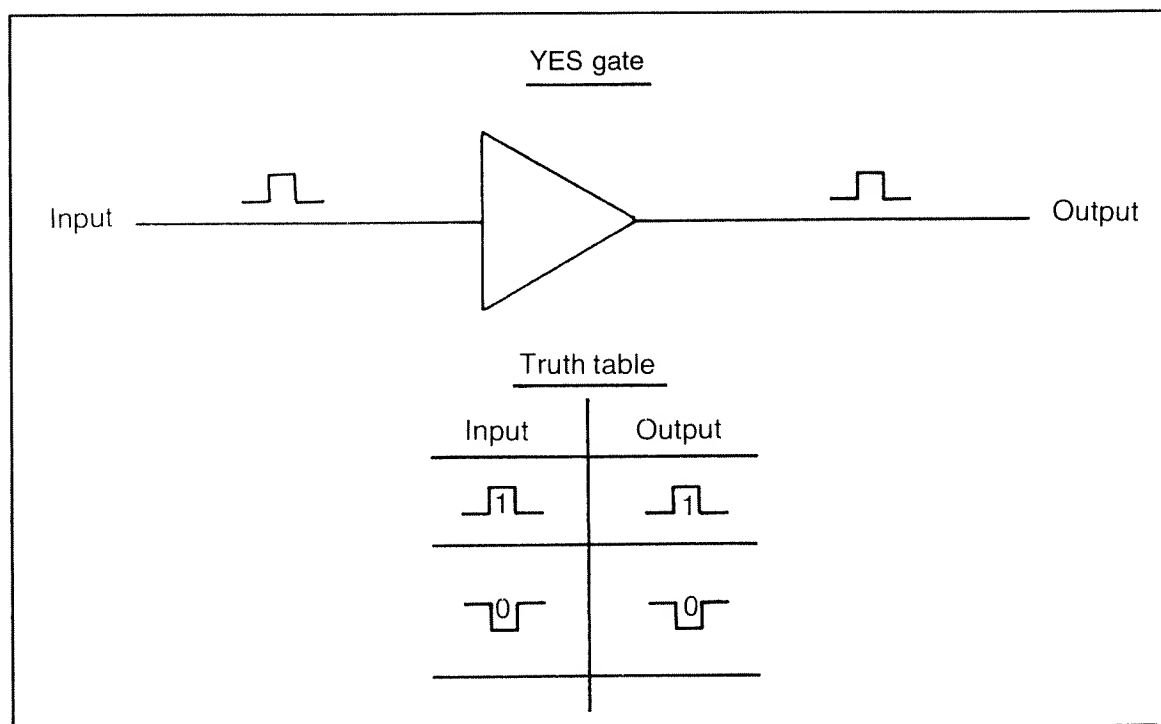 YES gate
Input
Output
Truth table
Input Output
1 1
0 0